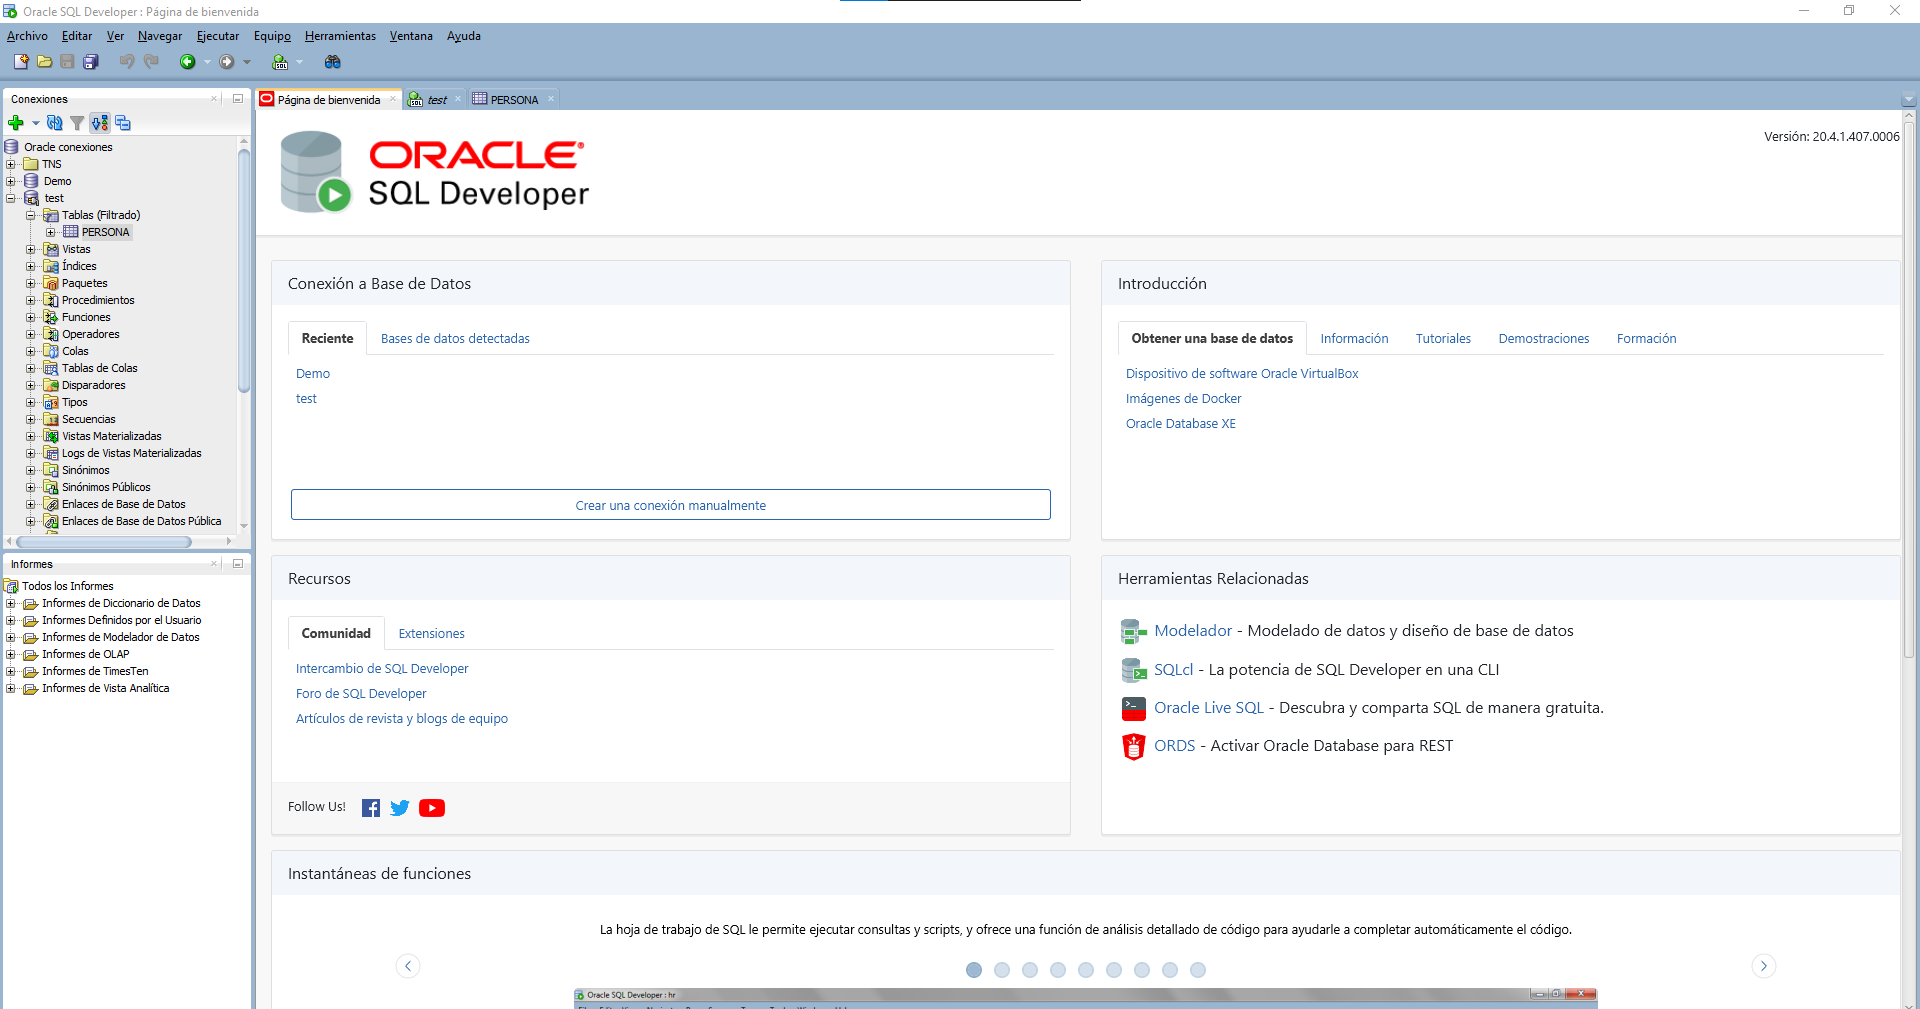 Oracle SQL Developer : Página de bienvenida
Archivo Editar Ver Navegar Ejecutar Equipo Herramientas Ventana Ayuda
Conexiones
Oracle conexiones
TNS
Demo
test
Tablas (Filtrado)
PERSONA
Vistas
Índices
Paquetes
Procedimientos
Funciones
Operadores
Colas
Tablas de Colas
Disparadores
Tipos
Secuencias
Vistas Materializadas
Logs de Vistas Materializadas
Sinónimos
Sinónimos Públicos
Enlaces de Base de Datos
Enlaces de Base de Datos Pública
Informes
Todos los Informes
Informes de Diccionario de Datos
Informes Definidos por el Usuario
Informes de Modelador de Datos
Informes de OLAP
Informes de TimesTen
Informes de Vista Analítica
Página de bienvenida test PERSONA
ORACLE®
SQL Developer
Versión: 20.4.1.407.0006
Conexión a Base de Datos
Reciente Bases de datos detectadas
Demo
test
Crear una conexión manualmente
Introducción
Obtener una base de datos Información Tutoriales Demostraciones Formación
Dispositivo de software Oracle VirtualBox
Imágenes de Docker
Oracle Database XE
Recursos
Comunidad Extensiones
Intercambio de SQL Developer
Foro de SQL Developer
Artículos de revista y blogs de equipo
Follow Us!
Herramientas Relacionadas
Modelador - Modelado de datos y diseño de base de datos
SQLcl - La potencia de SQL Developer en una CLI
Oracle Live SQL - Descubra y comparta SQL de manera gratuita.
ORDS - Activar Oracle Database para REST
Instantáneas de funciones
La hoja de trabajo de SQL le permite ejecutar consultas y scripts, y ofrece una función de análisis detallado de código para ayudarle a completar automáticamente el código.
Oracle SQL Developer : hr